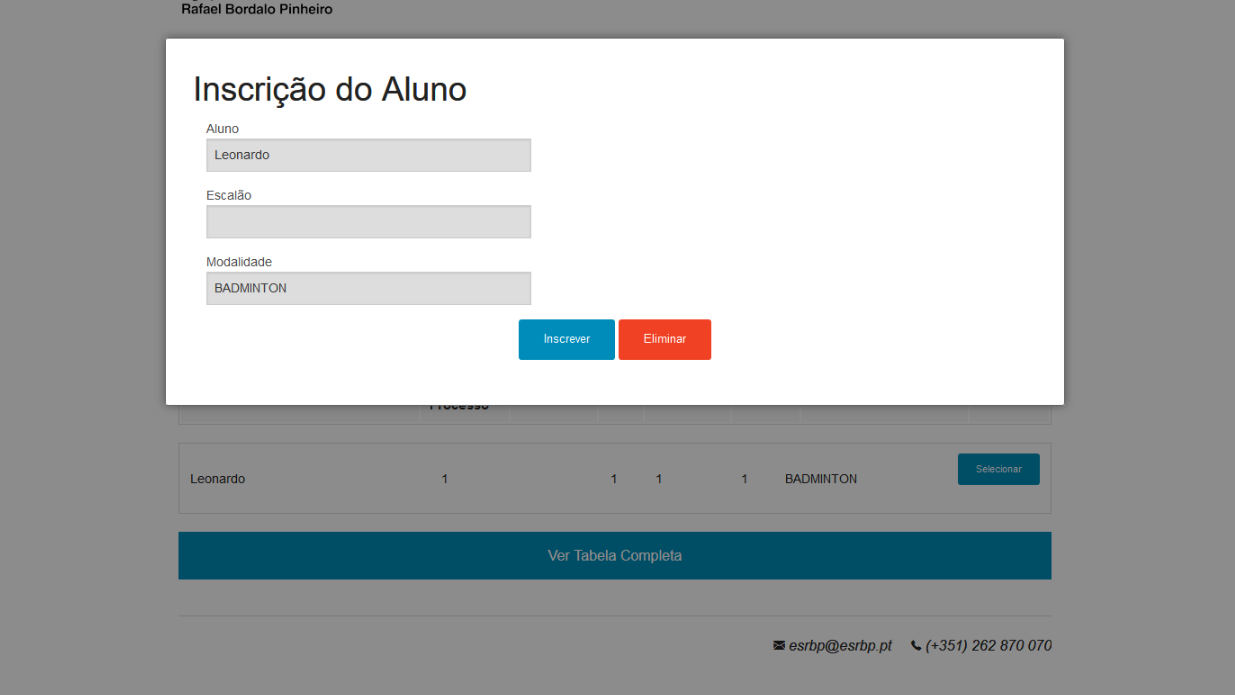 Rafael Bordalo Pinheiro
Inscrição do Aluno
Aluno
Leonardo
Escalão
Modalidade
BADMINTON
Inscrever Eliminar
Processo
Leonardo 1 1 1 1 BADMINTON Selecionar
Ver Tabela Completa
esrbp@esrbp.pt (+351) 262 870 070